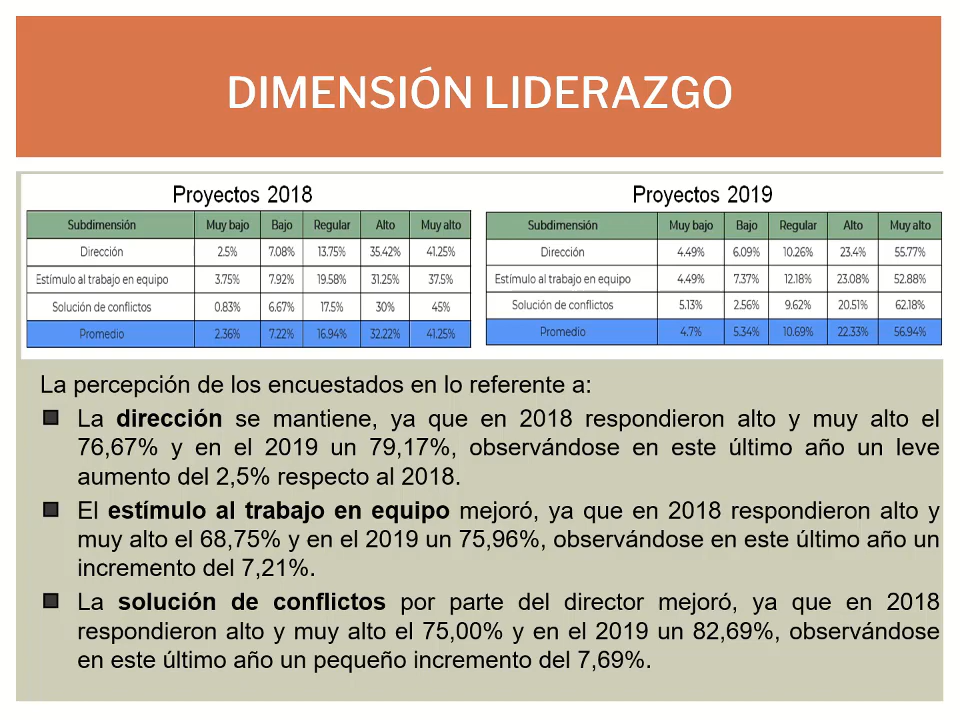 DIMENSIÓN LIDERAZGO
Proyectos 2018
Subdimensión Muy bajo Bajo Regular Alto Muy alto
Dirección 2.5% 7.08% 13.75% 35.42% 41.25%
Estímulo al trabajo en equipo 3.75% 7.92% 19.58% 31.25% 37.5%
Solución de conflictos 0.83% 6.67% 17.5% 30% 45%
Promedio 2.36% 7.22% 16.94% 32.22% 41.25%
Proyectos 2019
Subdimensión Muy bajo Bajo Regular Alto Muy alto
Dirección 4.49% 6.09% 10.26% 23.4% 55.77%
Estímulo al trabajo en equipo 4.49% 7.37% 12.18% 23.08% 52.88%
Solución de conflictos 5.13% 2.56% 9.62% 20.51% 62.18%
Promedio 4.7% 5.34% 10.69% 22.33% 56.94%
La percepción de los encuestados en lo referente a:
La dirección se mantiene, ya que en 2018 respondieron alto y muy alto el
76,67% y en el 2019 un 79,17%, observándose en este último año un leve
aumento del 2,5% respecto al 2018.
El estímulo al trabajo en equipo mejoró, ya que en 2018 respondieron alto y
muy alto el 68,75% y en el 2019 un 75,96%, observándose en este último año un
incremento del 7,21%.
La solución de conflictos por parte del director mejoró, ya que en 2018
respondieron alto y muy alto el 75,00% y en el 2019 un 82,69%, observándose
en este último año un pequeño incremento del 7,69%.